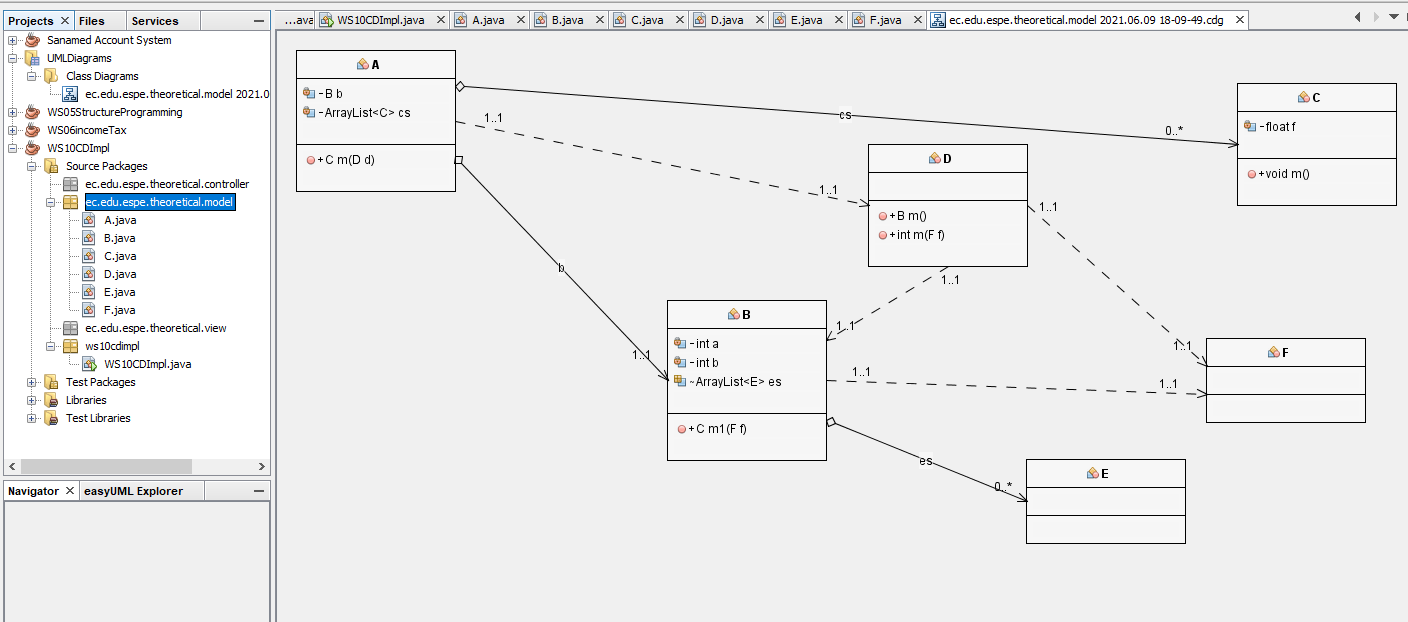 Projects Files Services
Sanamed Account System
UMLDiagrams
Class Diagrams
ec.edu.espe.theoretical.model 2021.0
WS05StructureProgramming
WS06incomeTax
WS10CDImpl
Source Packages
ec.edu.espe.theoretical.controller
ec.edu.espe.theoretical.model
A.java
B.java
C.java
D.java
E.java
F.java
ec.edu.espe.theoretical.view
ws10cdimpl
WS10CDImpl.java
Test Packages
Libraries
Test Libraries
Navigator easyUML Explorer
...ava WS10CDImpl.java A.java B.java C.java D.java E.java F.java ec.edu.espe.theoretical.model 2021.06.09 18-09-49.cdg
A
-B b
-ArrayList<C> cs
+C m(D d)
cs
0..*
C
-float f
+void m()
1..1
1..1
D
+B m()
+int m(F f)
1..1
1..1
1..1
1..1
b
1..1
B
-int a
-int b
~ArrayList<E> es
+C m1(F f)
1..1
1..1
F
es
0..*
E